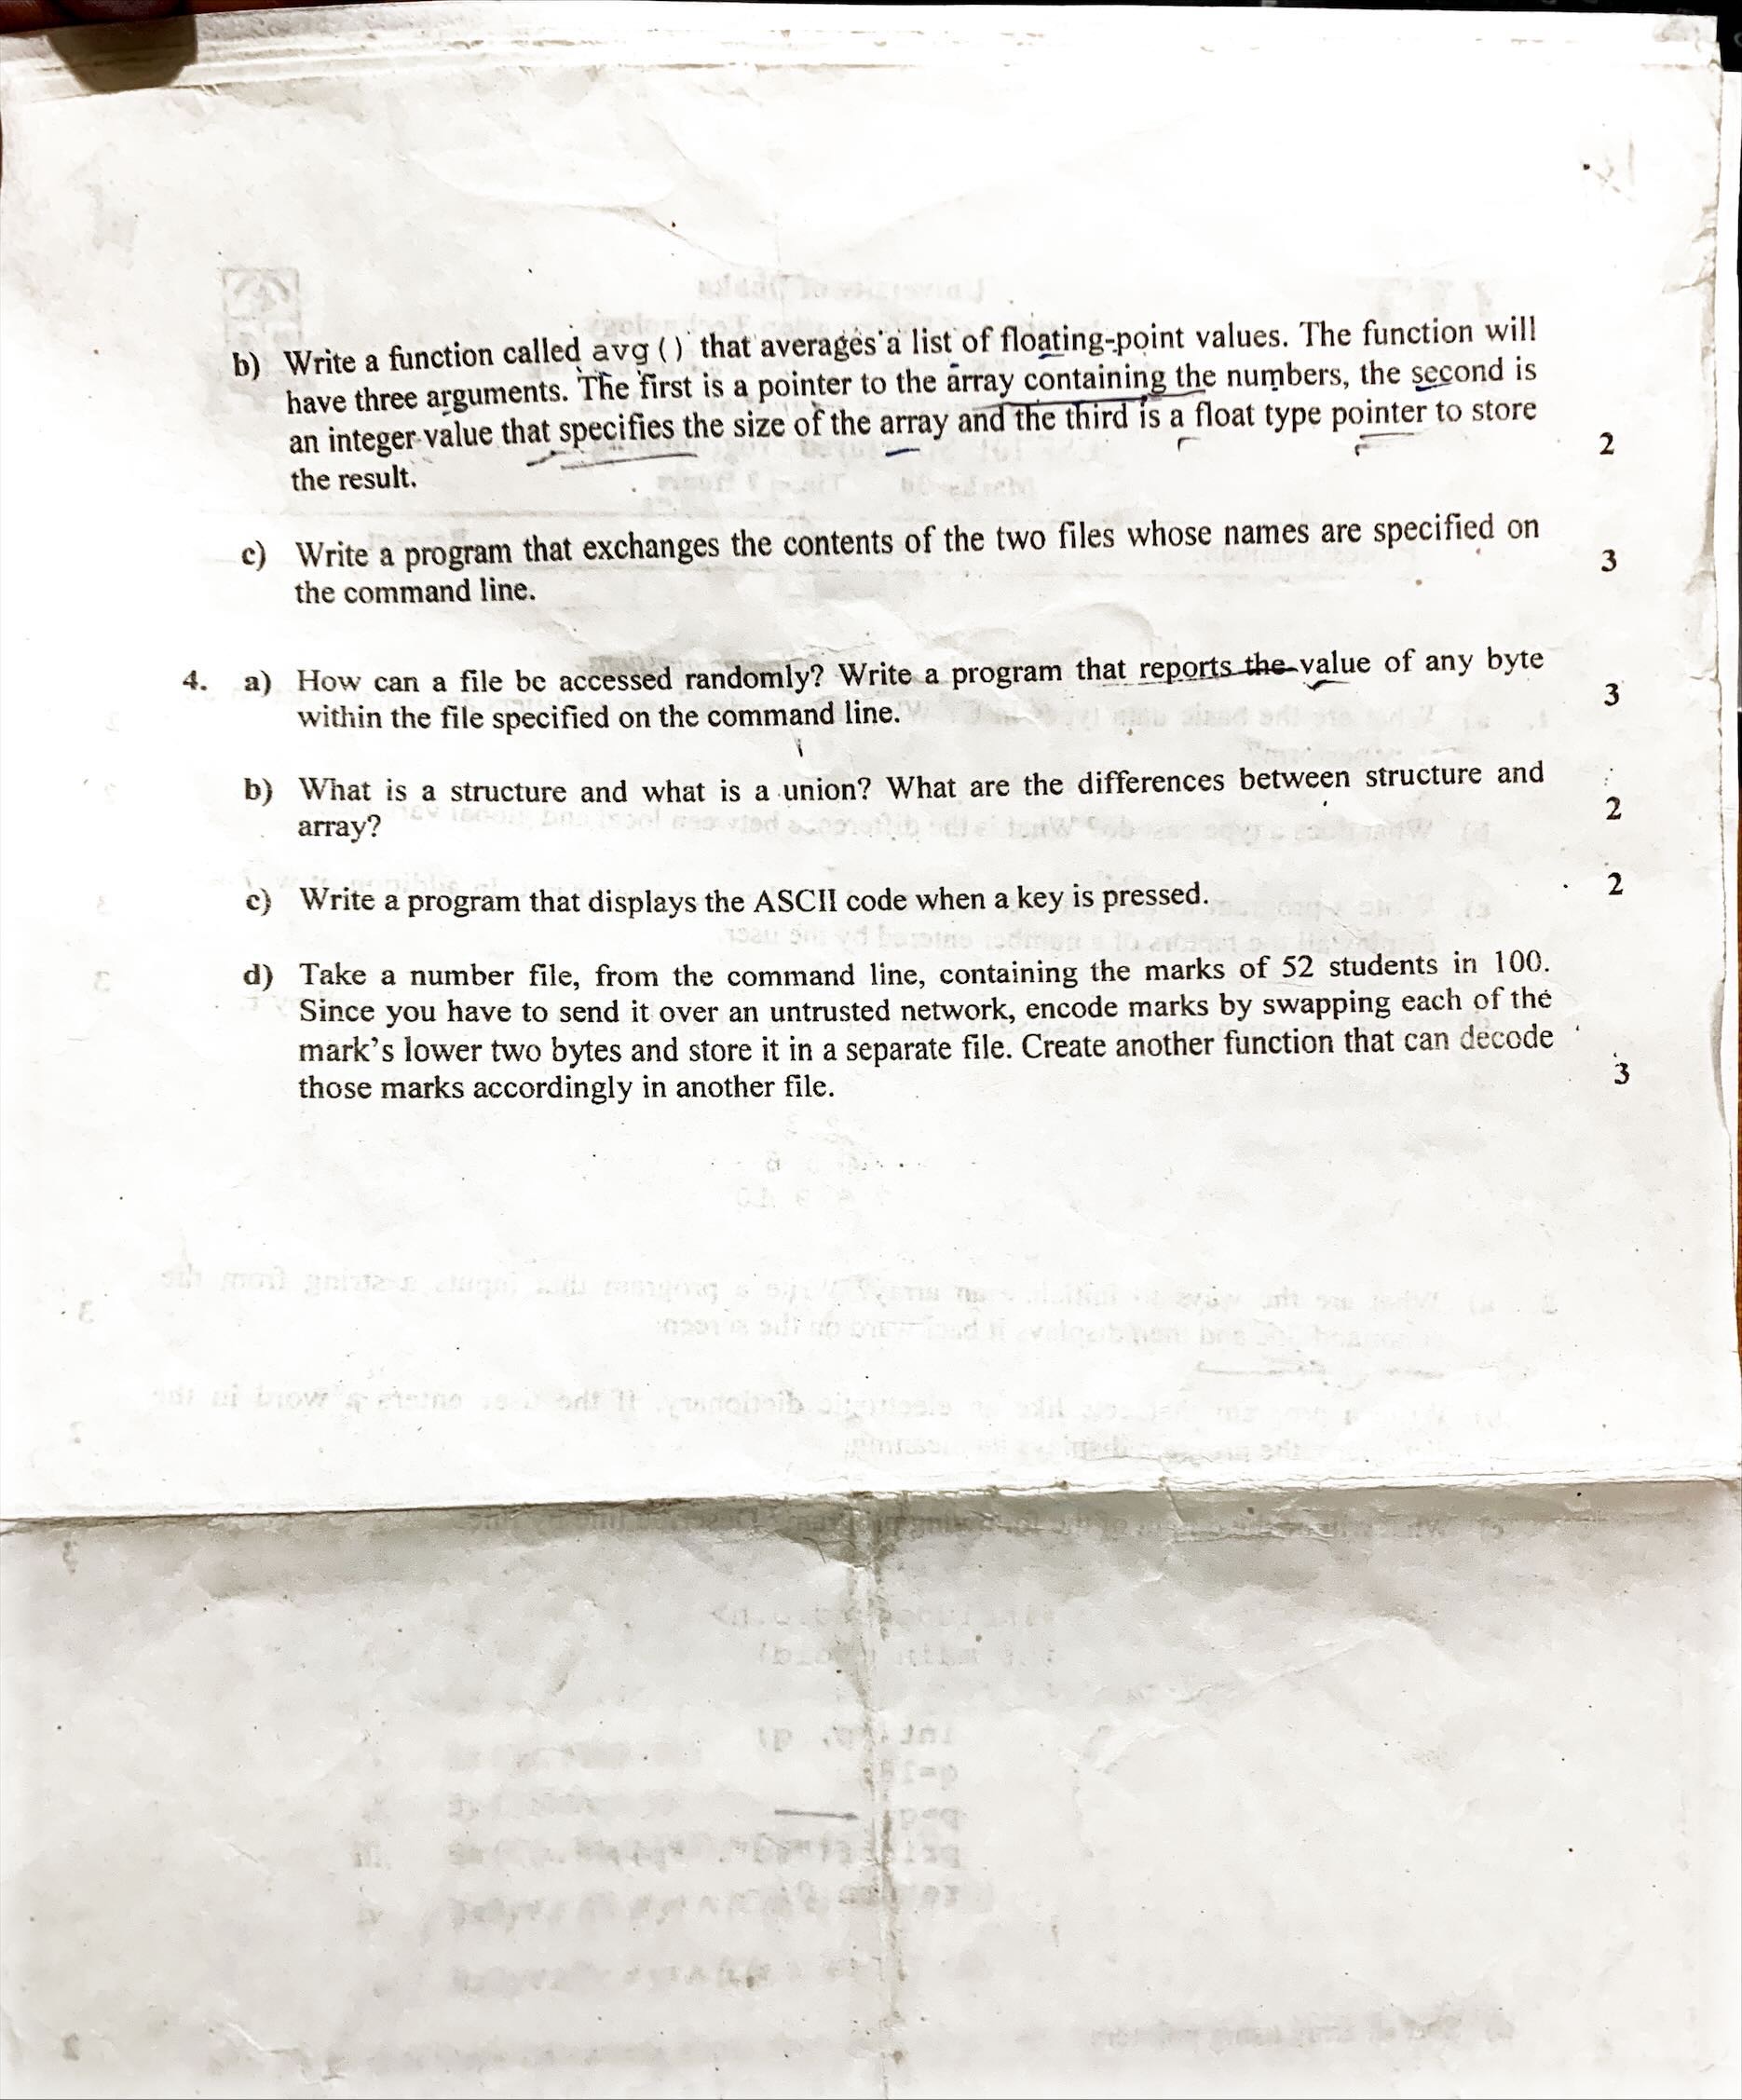 b) Write a function called avg() that averages a list of floating-point values. The function will
have three arguments. The first is a pointer to the array containing the numbers, the second is
an integer value that specifies the size of the array and the third is a float type pointer to store
the result. 2
c) Write a program that exchanges the contents of the two files whose names are specified on
the command line. 3
4. a) How can a file be accessed randomly? Write a program that reports the value of any byte
within the file specified on the command line. 3
b) What is a structure and what is a union? What are the differences between structure and
array? 2
c) Write a program that displays the ASCII code when a key is pressed. 2
d) Take a number file, from the command line, containing the marks of 52 students in 100.
Since you have to send it over an untrusted network, encode marks by swapping each of the
mark's lower two bytes and store it in a separate file. Create another function that can decode
those marks accordingly in another file. 3